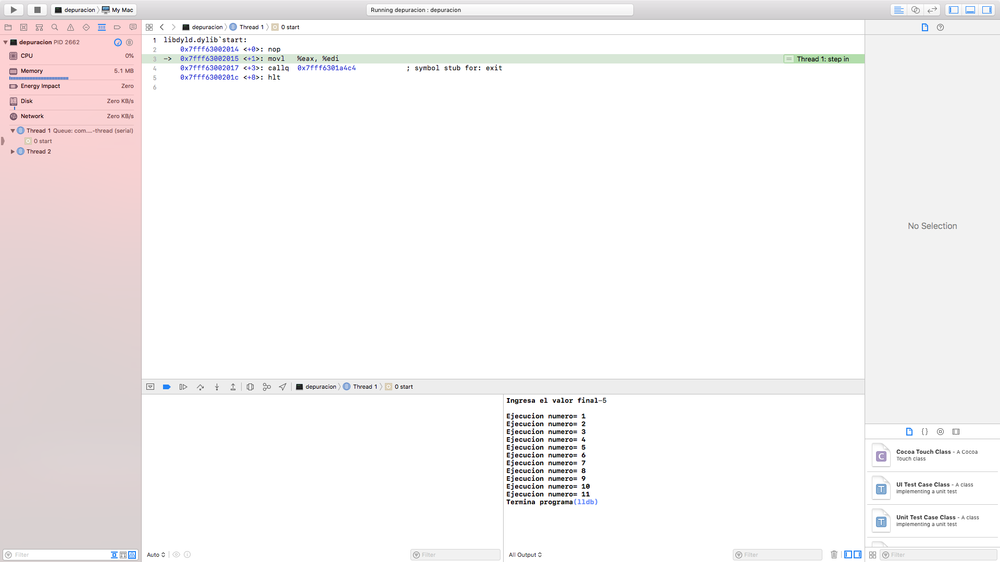 depuracion 〉 My Mac
Running depuracion : depuracion
depuracion 〉 Thread 1 〉 0 start
depuracion PID 2662
CPU 0%
Memory 5.1 MB
Energy Impact Zero
Disk Zero KB/s
Network Zero KB/s
Thread 1 Queue: com....-thread (serial)
0 start
Thread 2
1 libdyld.dylib`start:
2 0x7fff63002014 <+0>: nop
3 -> 0x7fff63002015 <+1>: movl %eax, %edi
Thread 1: step in
4 0x7fff63002017 <+3>: callq 0x7fff6301a4c4 ; symbol stub for: exit
5 0x7fff6300201c <+8>: hlt
6
No Selection
depuracion 〉 Thread 1 〉 0 start
Ingresa el valor final-5
Ejecucion numero= 1
Ejecucion numero= 2
Ejecucion numero= 3
Ejecucion numero= 4
Ejecucion numero= 5
Ejecucion numero= 6
Ejecucion numero= 7
Ejecucion numero= 8
Ejecucion numero= 9
Ejecucion numero= 10
Ejecucion numero= 11
Termina programa(lldb)
{}
C
Cocoa Touch Class - A Cocoa
Touch class
T
UI Test Case Class - A class
implementing a unit test
T
Unit Test Case Class - A class
implementing a unit test
Filter
Auto
Filter
All Output
Filter
Filter